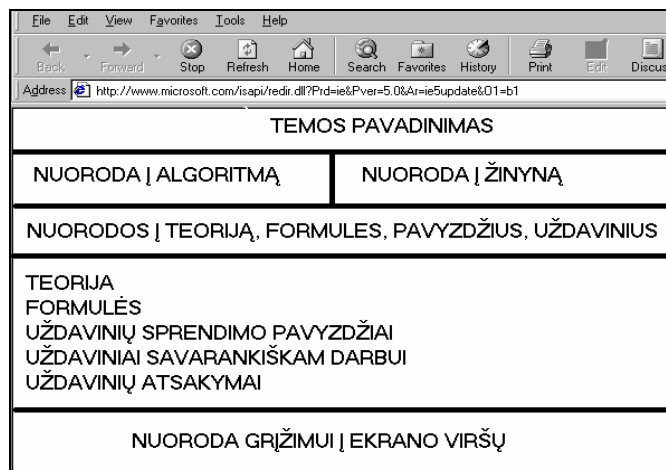 File Edit View Favorites Tools Help
Back Forward Stop Refresh Home Search Favorites History Print Edit Discus
Address http://www.microsoft.com/isapi/redir.dll?Prd=ie&Pver=5.0&Ar=ie5update&O1=b1
TEMOS PAVADINIMAS
NUORODA Į ALGORITMĄ NUORODA Į ŽINYNĄ
NUORODOS Į TEORIJĄ, FORMULES, PAVYZDŽIUS, UŽDAVINIUS
TEORIJA
FORMULĖS
UŽDAVINIŲ SPRENDIMO PAVYZDŽIAI
UŽDAVINIAI SAVARANKIŠKAM DARBUI
UŽDAVINIŲ ATSAKYMAI
NUORODA GRĮŽIMUI Į EKRANO VIRŠŲ